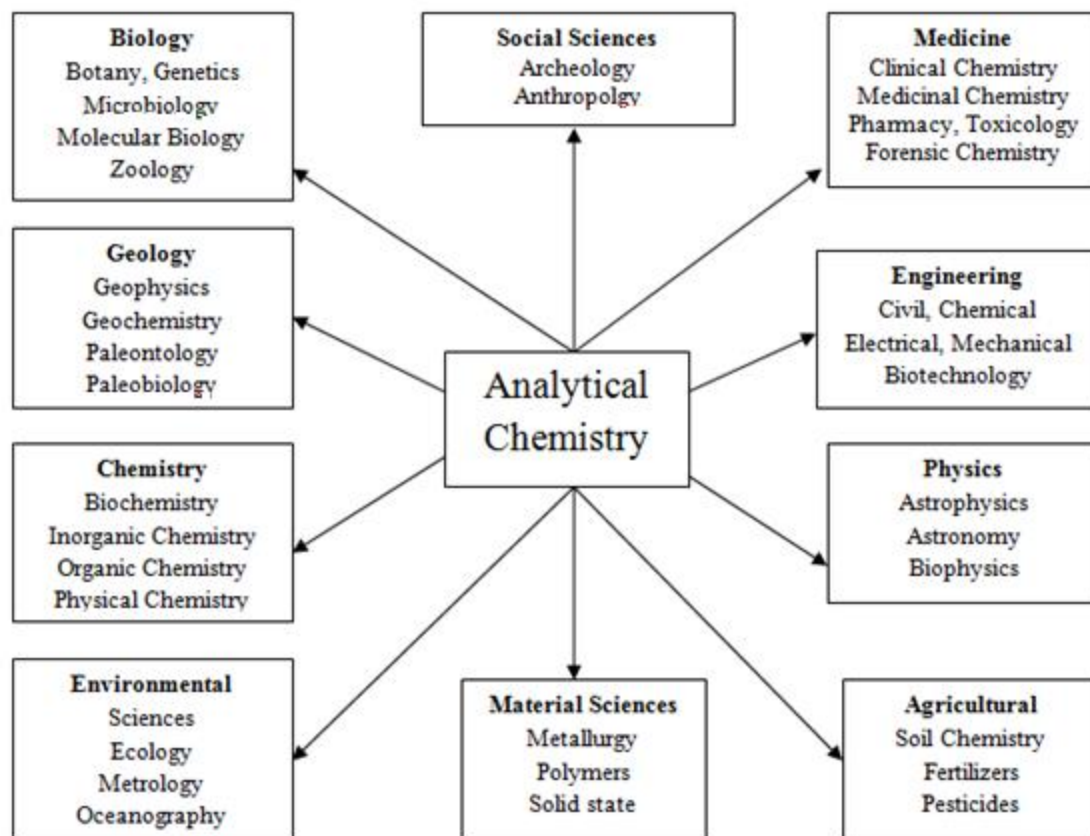 Biology
Botany, Genetics
Microbiology
Molecular Biology
Zoology
Social Sciences
Archeology
Anthropolgy
Medicine
Clinical Chemistry
Medicinal Chemistry
Pharmacy, Toxicology
Forensic Chemistry
Geology
Geophysics
Geochemistry
Paleontology
Paleobiology
Analytical
Chemistry
Engineering
Civil, Chemical
Electrical, Mechanical
Biotechnology
Chemistry
Biochemistry
Inorganic Chemistry
Organic Chemistry
Physical Chemistry
Physics
Astrophysics
Astronomy
Biophysics
Environmental
Sciences
Ecology
Metrology
Oceanography
Material Sciences
Metallurgy
Polymers
Solid state
Agricultural
Soil Chemistry
Fertilizers
Pesticides